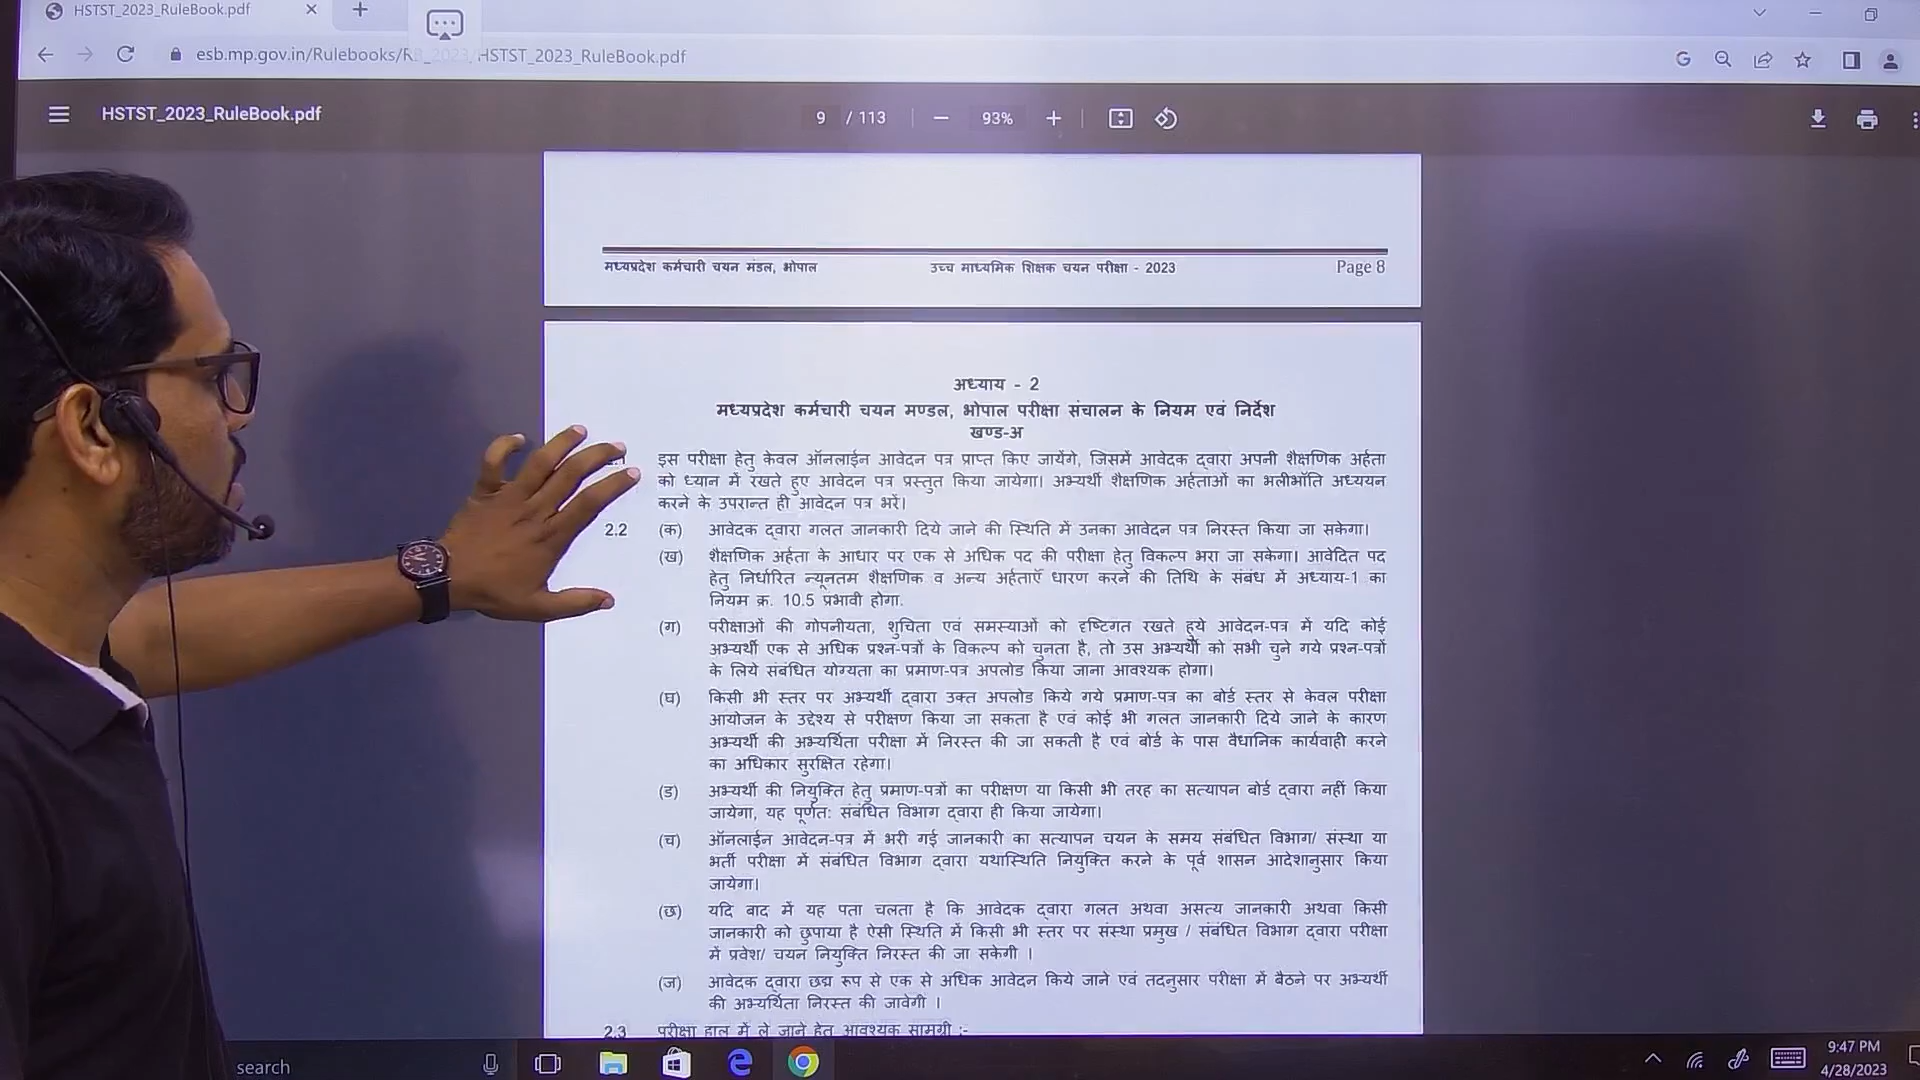 HSTST_2023_RuleBook.pdf
esb.mp.gov.in/Rulebooks/RB_2023/HSTST_2023_RuleBook.pdf
HSTST_2023_RuleBook.pdf
9 / 113
93%
मध्यप्रदेश कर्मचारी चयन मंडल, भोपाल उच्च माध्यमिक शिक्षक चयन परीक्षा - 2023 Page 8
अध्याय - 2
मध्यप्रदेश कर्मचारी चयन मण्डल, भोपाल परीक्षा संचालन के नियम एवं निर्देश
खण्ड-अ
इस परीक्षा हेतु केवल ऑनलाईन आवेदन पत्र प्राप्त किए जायेंगे, जिसमें आवेदक द्वारा अपनी शैक्षणिक अर्हता
को ध्यान में रखते हुए आवेदन पत्र प्रस्तुत किया जायेगा। अभ्यर्थी शैक्षणिक अर्हताओं का भलीभॉति अध्ययन
करने के उपरान्त ही आवेदन पत्र भरें।
2.2 (क) आवेदक द्वारा गलत जानकारी दिये जाने की स्थिति में उनका आवेदन पत्र निरस्त किया जा सकेगा।
(ख) शैक्षणिक अर्हता के आधार पर एक से अधिक पद की परीक्षा हेतु विकल्प भरा जा सकेगा। आवेदित पद
हेतु निर्धारित न्यूनतम शैक्षणिक व अन्य अर्हताएँ धारण करने की तिथि के संबंध में अध्याय-1 का
नियम क्र. 10.5 प्रभावी होगा.
(ग) परीक्षाओं की गोपनीयता, शुचिता एवं समस्याओं को दृष्टिगत रखते हुये आवेदन-पत्र में यदि कोई
अभ्यर्थी एक से अधिक प्रश्न-पत्रों के विकल्प को चुनता है, तो उस अभ्यर्थी को सभी चुने गये प्रश्न-पत्रों
के लिये संबंधित योग्यता का प्रमाण-पत्र अपलोड किया जाना आवश्यक होगा।
(घ) किसी भी स्तर पर अभ्यर्थी द्वारा उक्त अपलोड किये गये प्रमाण-पत्र का बोर्ड स्तर से केवल परीक्षा
आयोजन के उद्देश्य से परीक्षण किया जा सकता है एवं कोई भी गलत जानकारी दिये जाने के कारण
अभ्यर्थी की अभ्यर्थिता परीक्षा में निरस्त की जा सकती है एवं बोर्ड के पास वैधानिक कार्यवाही करने
का अधिकार सुरक्षित रहेगा।
(ड) अभ्यर्थी की नियुक्ति हेतु प्रमाण-पत्रों का परीक्षण या किसी भी तरह का सत्यापन बोर्ड द्वारा नहीं किया
जायेगा, यह पूर्णत: संबंधित विभाग द्वारा ही किया जायेगा।
(च) ऑनलाईन आवेदन-पत्र में भरी गई जानकारी का सत्यापन चयन के समय संबंधित विभाग/ संस्था या
भर्ती परीक्षा में संबंधित विभाग द्वारा यथास्थिति नियुक्ति करने के पूर्व शासन आदेशानुसार किया
जायेगा।
(छ) यदि बाद में यह पता चलता है कि आवेदक द्वारा गलत अथवा असत्य जानकारी अथवा किसी
जानकारी को छुपाया है ऐसी स्थिति में किसी भी स्तर पर संस्था प्रमुख / संबंधित विभाग द्वारा परीक्षा
में प्रवेश/ चयन नियुक्ति निरस्त की जा सकेगी ।
(ज) आवेदक द्वारा छद्म रूप से एक से अधिक आवेदन किये जाने एवं तदनुसार परीक्षा में बैठने पर अभ्यर्थी
की अभ्यर्थिता निरस्त की जावेगी ।
2.3 परीक्षा हाल में ले जाने हेतु आवश्यक सामग्री :-
search
9:47 PM
4/28/2023